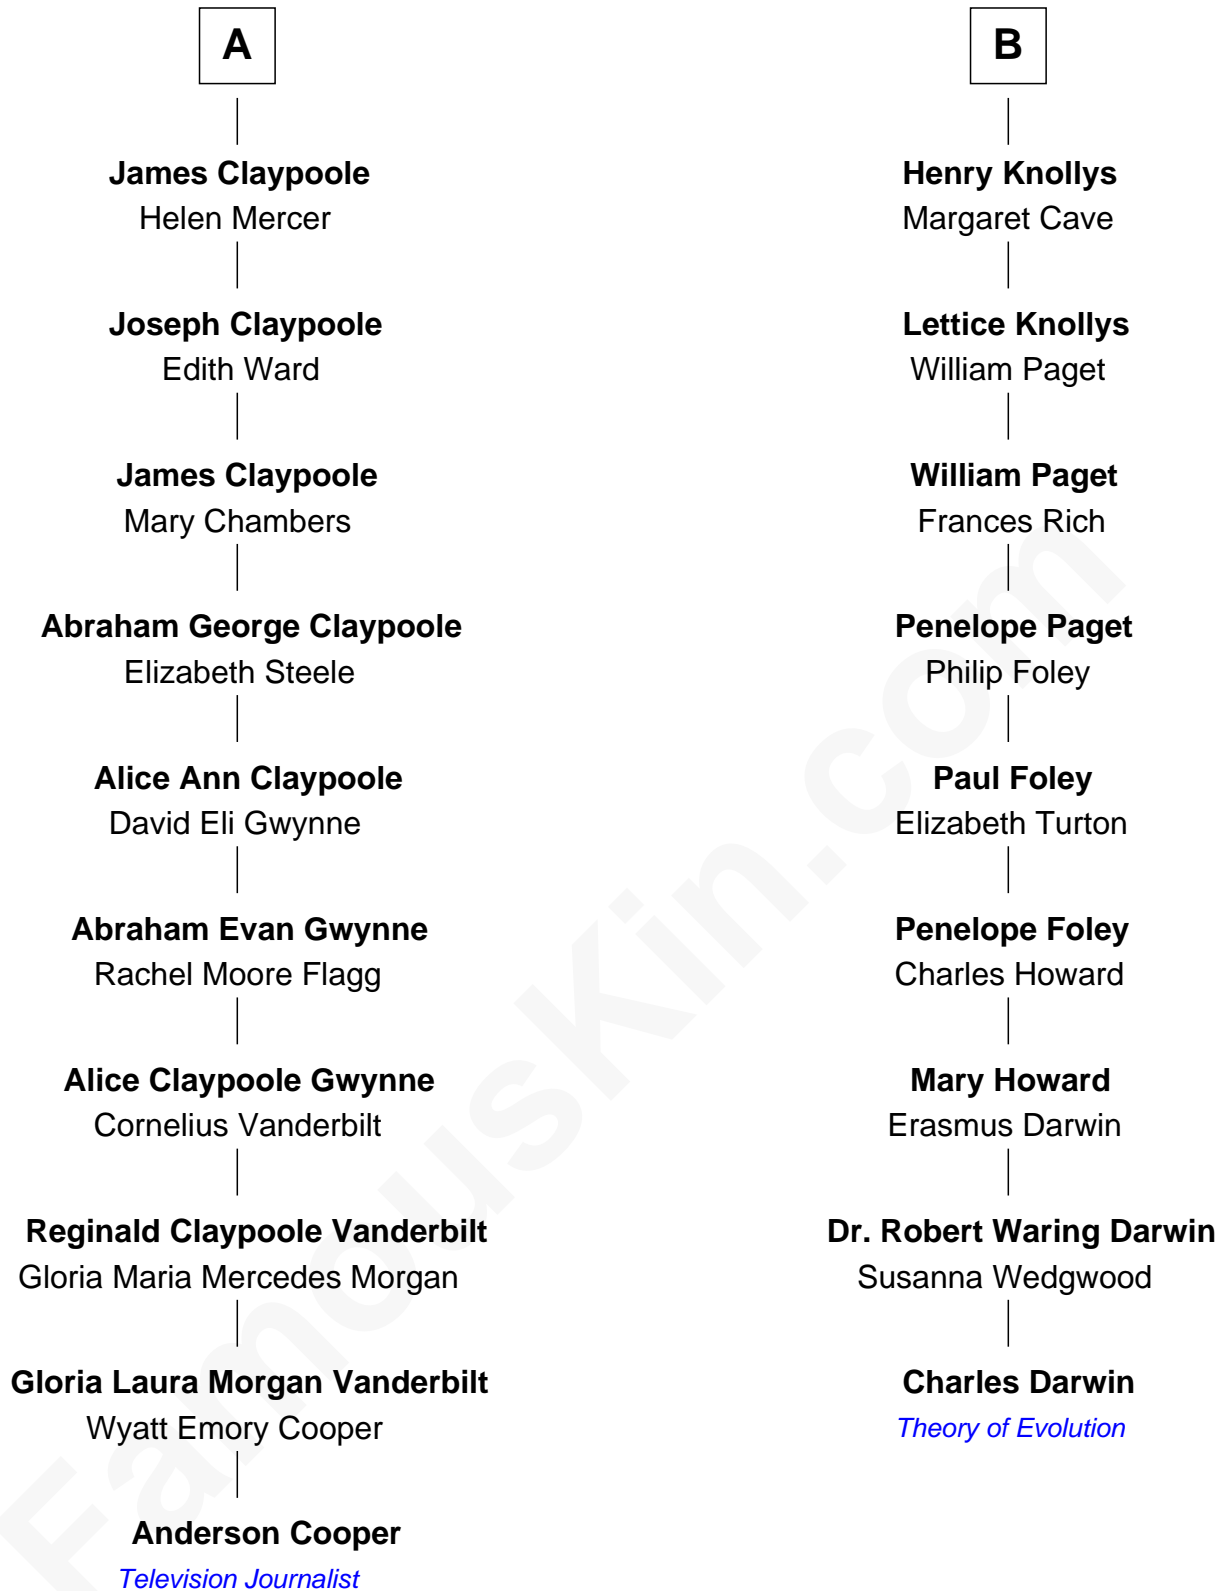 A
James Claypoole
Helen Mercer
Joseph Claypoole
Edith Ward
James Claypoole
Mary Chambers
Abraham George Claypoole
Elizabeth Steele
Alice Ann Claypoole
David Eli Gwynne
Abraham Evan Gwynne
Rachel Moore Flagg
Alice Claypoole Gwynne
Cornelius Vanderbilt
Reginald Claypoole Vanderbilt
Gloria Maria Mercedes Morgan
Gloria Laura Morgan Vanderbilt
Wyatt Emory Cooper
Anderson Cooper
Television Journalist
B
Henry Knollys
Margaret Cave
Lettice Knollys
William Paget
William Paget
Frances Rich
Penelope Paget
Philip Foley
Paul Foley
Elizabeth Turton
Penelope Foley
Charles Howard
Mary Howard
Erasmus Darwin
Dr. Robert Waring Darwin
Susanna Wedgwood
Charles Darwin
Theory of Evolution
FamousKin.com